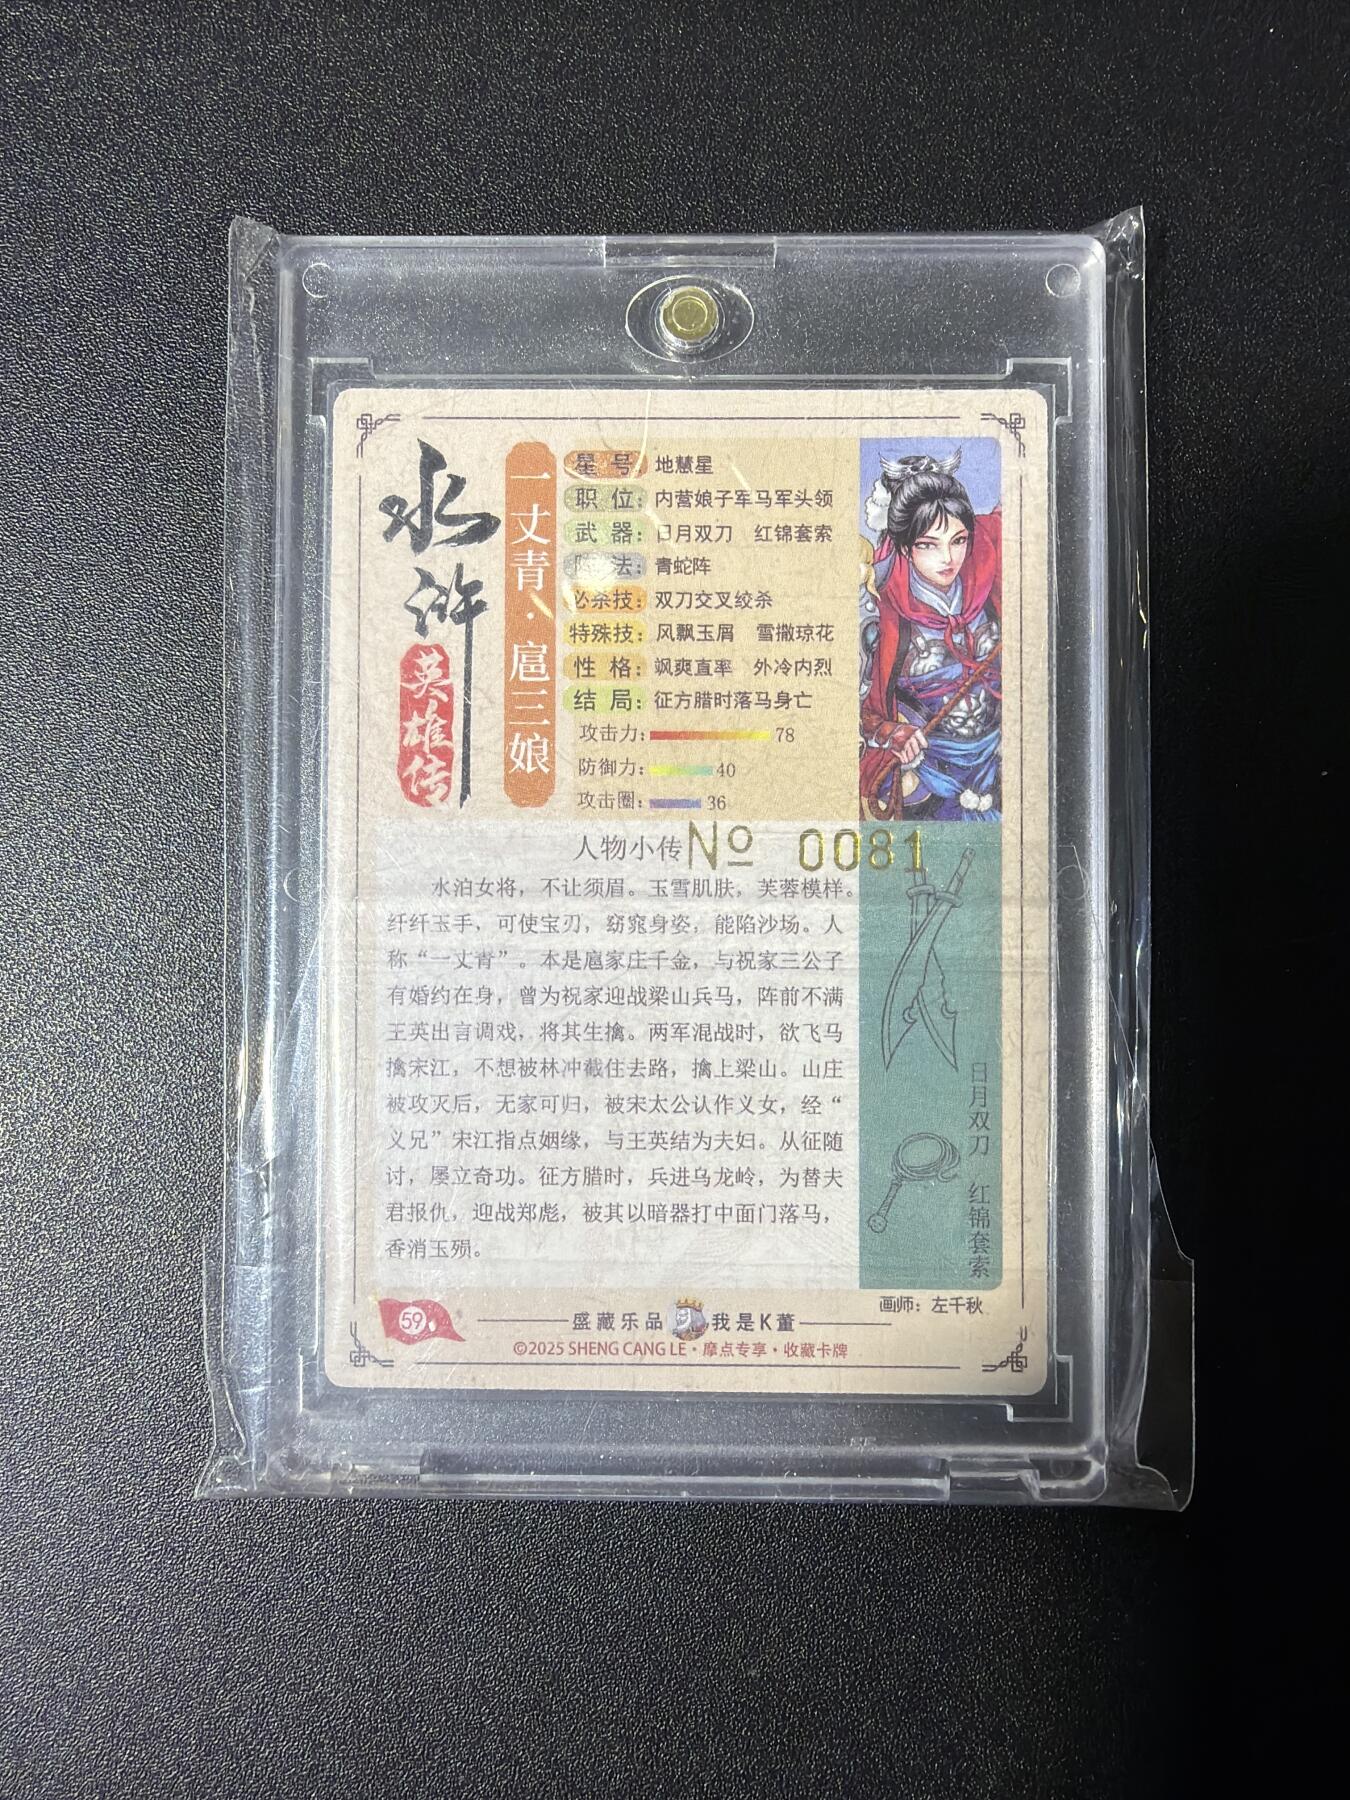 水浒
英雄传
一丈青·扈三娘
星号：地慧星
职位：内营娘子军马军头领
武器：日月双刀 红锦套索
阵法：青蛇阵
必杀技：双刀交叉绞杀
特殊技：风飘玉屑 雪撒琼花
性格：飒爽直率 外冷内烈
结局：征方腊时落马身亡
攻击力：78
防御力：40
攻击圈：36
人物小传
№ 0081
水泊女将，不让须眉。玉雪肌肤，芙蓉模样。
纤纤玉手，可使宝刃，窈窕身姿，能陷沙场。人
称“一丈青”。本是扈家庄千金，与祝家三公子
有婚约在身，曾为祝家迎战梁山兵马，阵前不满
王英出言调戏，将其生擒。两军混战时，欲飞马
擒宋江，不想被林冲截住去路，擒上梁山。山庄
被攻灭后，无家可归，被宋太公认作义女，经“
义兄”宋江指点姻缘，与王英结为夫妇。从征随
讨，屡立奇功。征方腊时，兵进乌龙岭，为替夫
君报仇，迎战郑彪，被其以暗器打中面门落马，
香消玉殒。
日月双刀 红锦套索
画师：左千秋
59
盛藏乐品 我是K董
©2025 SHENG CANG LE·摩点专享·收藏卡牌